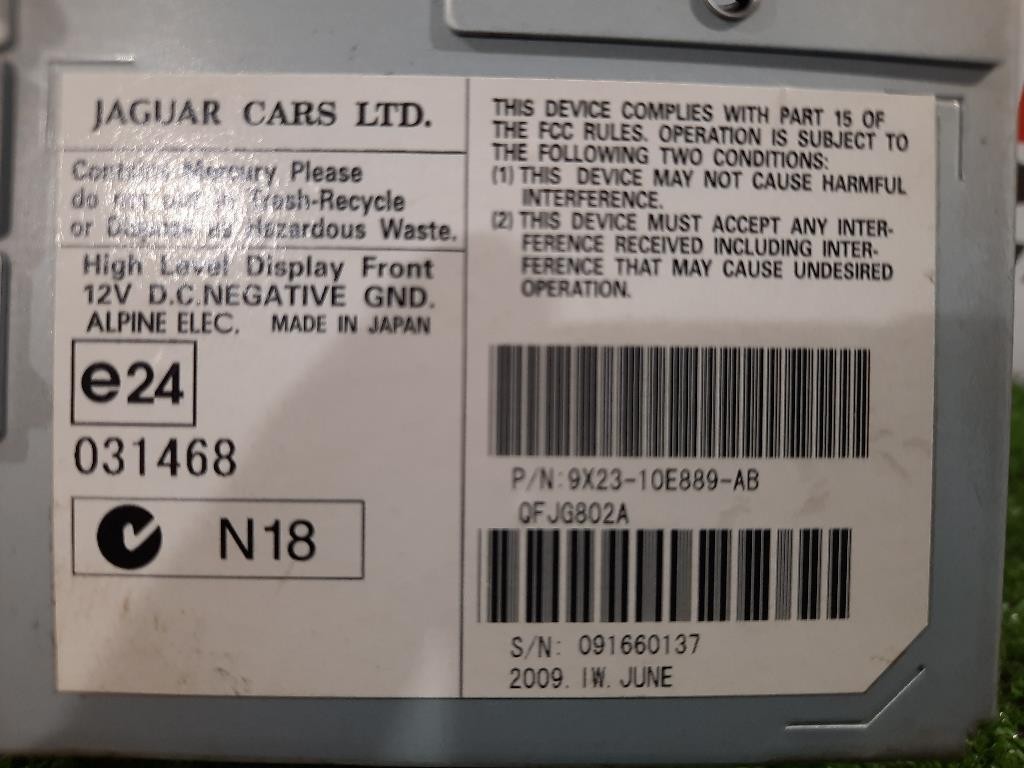 JAGUAR CARS LTD.
Contains Mercury Please
do not put in Trash-Recycle
or Dispose as Hazardous Waste.
High Level Display Front
12V D.C.NEGATIVE GND.
ALPINE ELEC. MADE IN JAPAN
e24
031468
N18
THIS DEVICE COMPLIES WITH PART 15 OF
THE FCC RULES. OPERATION IS SUBJECT TO
THE FOLLOWING TWO CONDITIONS:
(1) THIS DEVICE MAY NOT CAUSE HARMFUL
INTERFERENCE.
(2) THIS DEVICE MUST ACCEPT ANY INTER-
FERENCE RECEIVED INCLUDING INTER-
FERENCE THAT MAY CAUSE UNDESIRED
OPERATION.
P/N:9X23-10E889-AB
QFJG802A
S/N: 091660137
2009. IW. JUNE